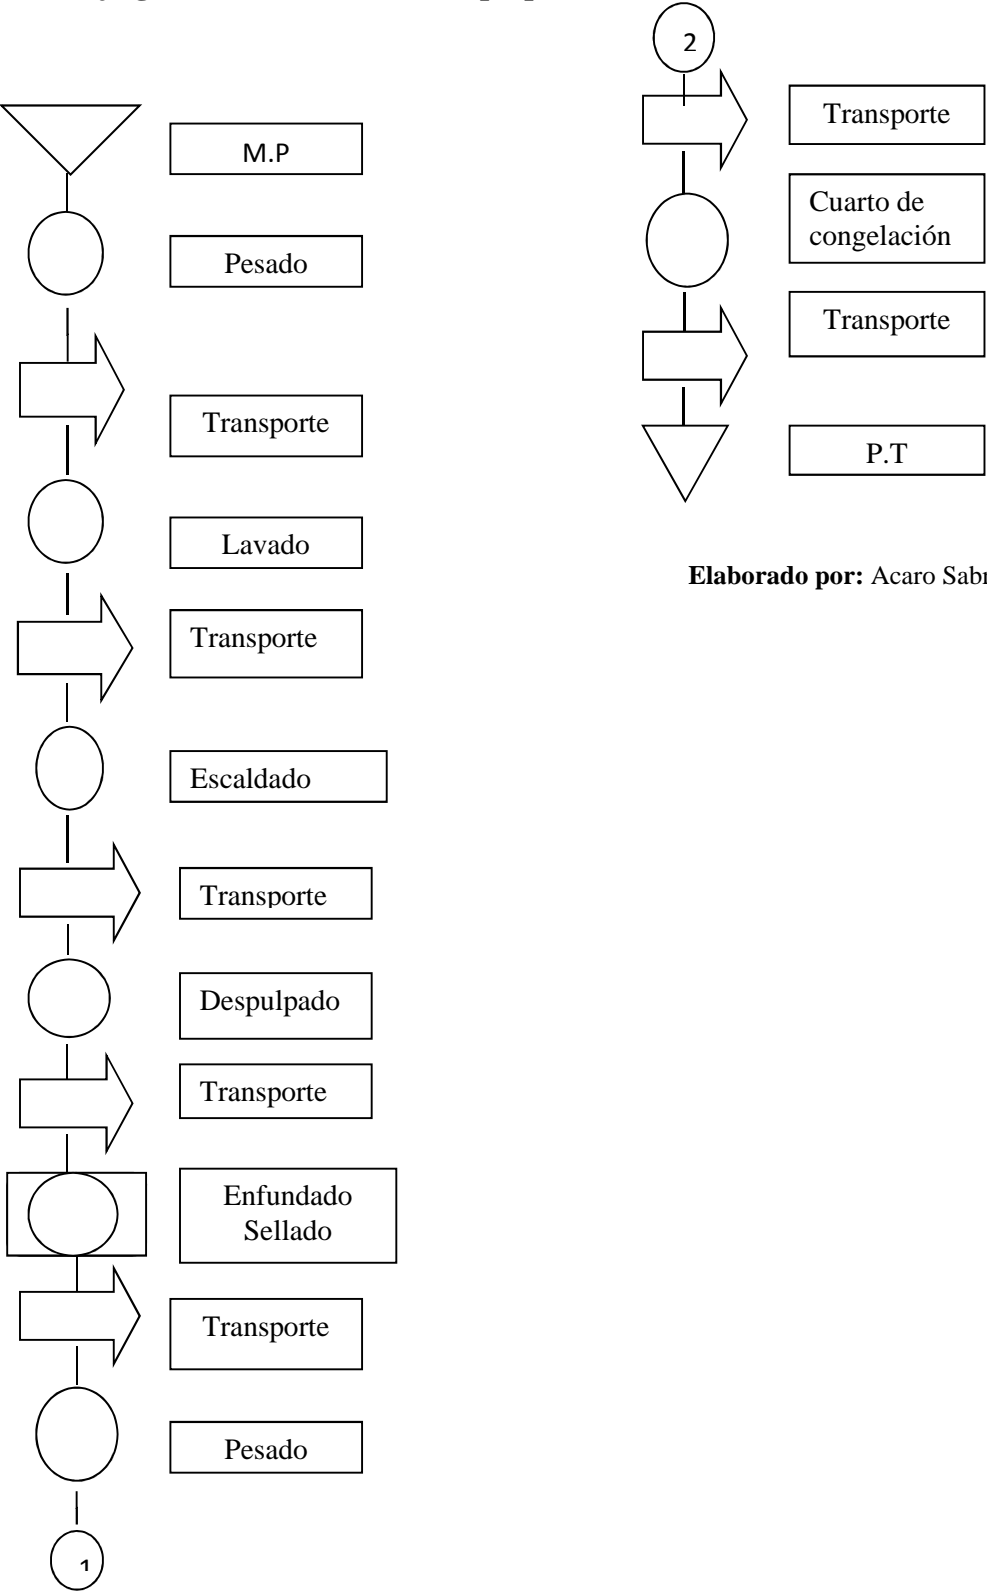 M.P
Pesado
Transporte
Lavado
Transporte
Escaldado
Transporte
Despulpado
Transporte
Enfundado
Sellado
Transporte
Pesado
1
2
Transporte
Cuarto de
congelación
Transporte
P.T
Elaborado por: Acaro Sabr